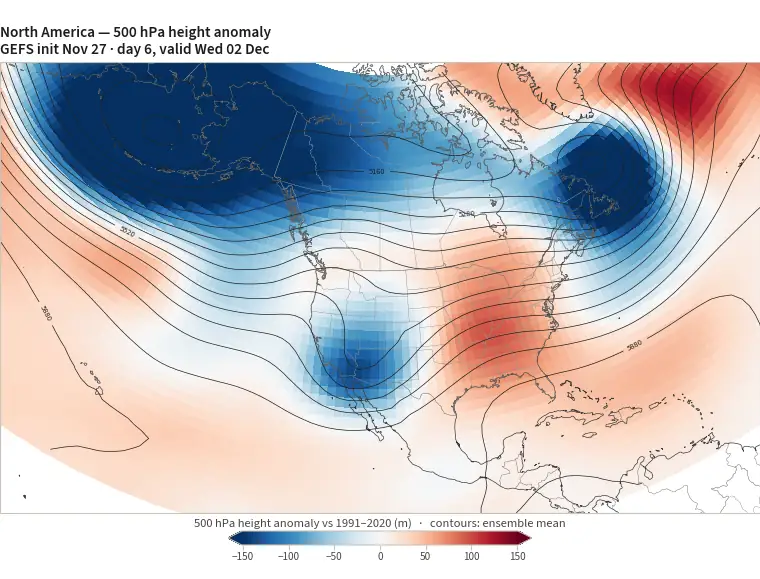 North America — 500 hPa height anomaly
GEFS init Nov 27 · day 6, valid Wed 02 Dec
5160
5280
5520
5880
5880
500 hPa height anomaly vs 1991–2020 (m) · contours: ensemble mean
−150 −100 −50 0 50 100 150